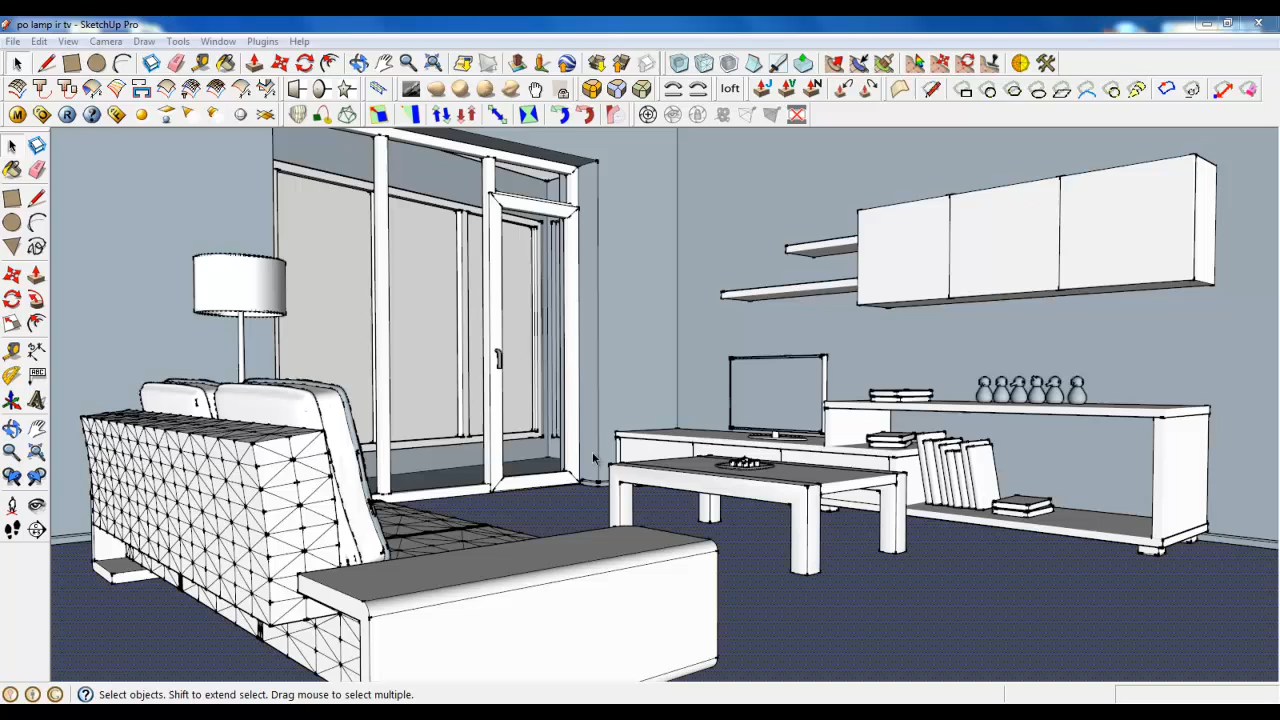 po lamp ir tv - SketchUp Pro
File Edit View Camera Draw Tools Window Plugins Help
loft
M O R ? E
ABC
Select objects. Shift to extend select. Drag mouse to select multiple.